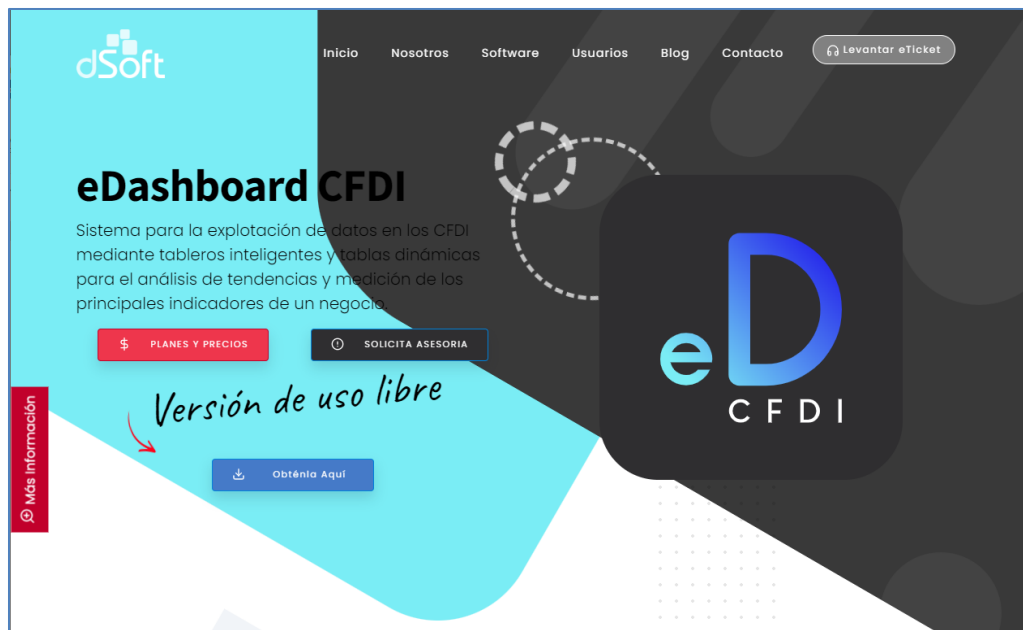 dSoft
Inicio Nosotros Software Usuarios Blog Contacto Levantar eTicket
eDashboard CFDI
Sistema para la explotación de datos en los CFDI
mediante tableros inteligentes y tablas dinámicas
para el análisis de tendencias y medición de los
principales indicadores de un negocio.
$ PLANES Y PRECIOS SOLICITA ASESORIA
Versión de uso libre
Obténla Aquí
Más Información
eD
CFDI